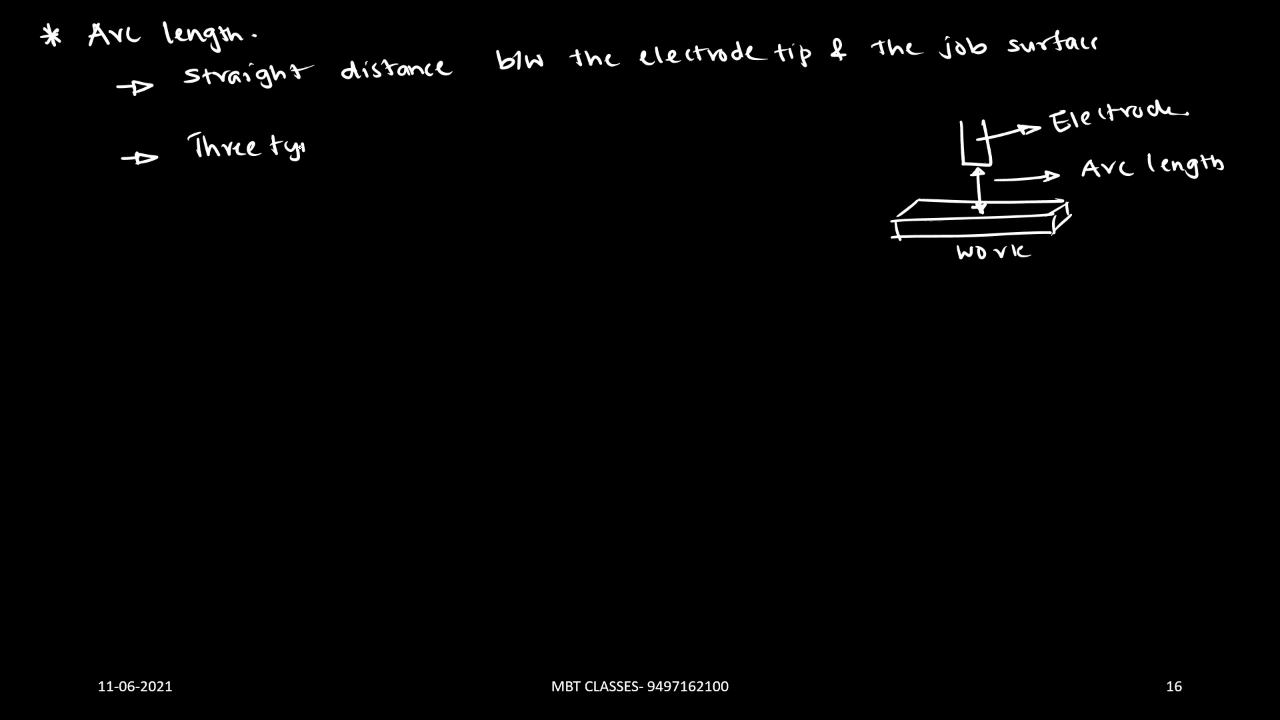 * Arc length.
→ Straight distance b/w the electrode tip & the job surface
→ Three ty
Electrode
Arc length
work
11-06-2021
MBT CLASSES- 9497162100
16